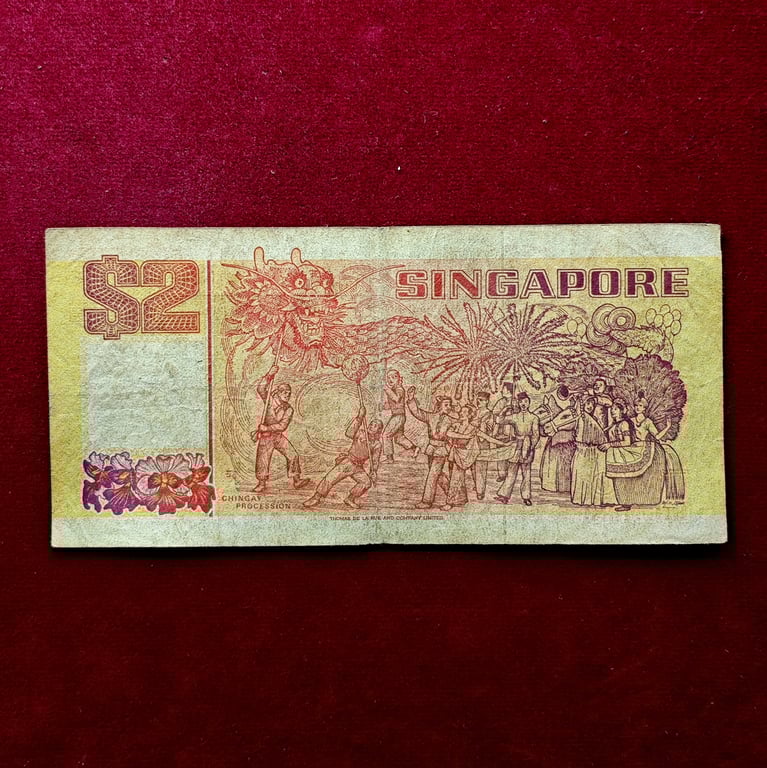 $2
SINGAPORE
CHINGAY
PROCESSION
THOMAS DE LA RUE AND COMPANY LIMITED